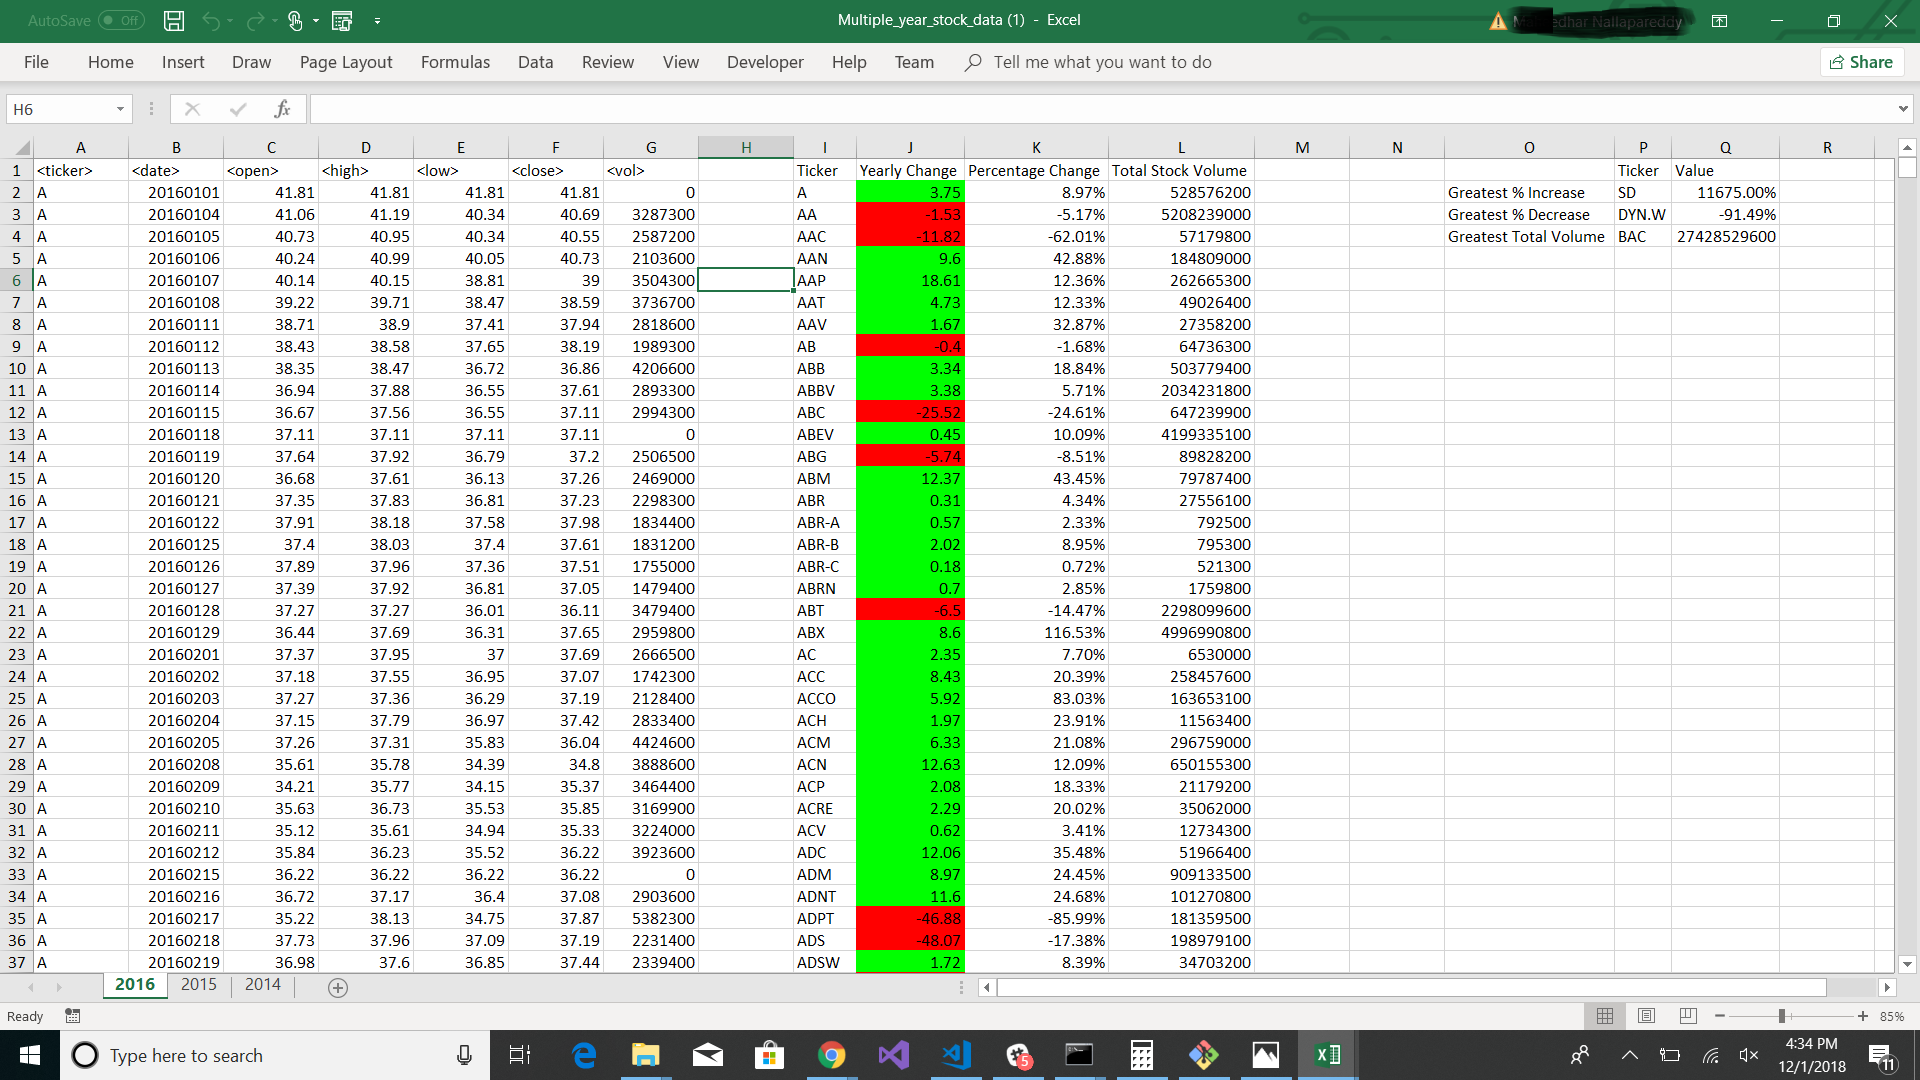 AutoSave Off Multiple_year_stock_data (1) - Excel Nallapareddy
File Home Insert Draw Page Layout Formulas Data Review View Developer Help Team Tell me what you want to do Share
H6 fx
A B C D E F G H I J K L M N O P Q R
1 <ticker> <date> <open> <high> <low> <close> <vol> Ticker Yearly Change Percentage Change Total Stock Volume Ticker Value
2 A 20160101 41.81 41.81 41.81 41.81 0 A 3.75 8.97% 528576200 Greatest % Increase SD 11675.00%
3 A 20160104 41.06 41.19 40.34 40.69 3287300 AA -1.53 -5.17% 5208239000 Greatest % Decrease DYN.W -91.49%
4 A 20160105 40.73 40.95 40.34 40.55 2587200 AAC -11.82 -62.01% 57179800 Greatest Total Volume BAC 27428529600
5 A 20160106 40.24 40.99 40.05 40.73 2103600 AAN 9.6 42.88% 184809000
6 A 20160107 40.14 40.15 38.81 39 3504300 AAP 18.61 12.36% 262665300
7 A 20160108 39.22 39.71 38.47 38.59 3736700 AAT 4.73 12.33% 49026400
8 A 20160111 38.71 38.9 37.41 37.94 2818600 AAV 1.67 32.87% 27358200
9 A 20160112 38.43 38.58 37.65 38.19 1989300 AB -0.4 -1.68% 64736300
10 A 20160113 38.35 38.47 36.72 36.86 4206600 ABB 3.34 18.84% 503779400
11 A 20160114 36.94 37.88 36.55 37.61 2893300 ABBV 3.38 5.71% 2034231800
12 A 20160115 36.67 37.56 36.55 37.11 2994300 ABC -25.52 -24.61% 647239900
13 A 20160118 37.11 37.11 37.11 37.11 0 ABEV 0.45 10.09% 4199335100
14 A 20160119 37.64 37.92 36.79 37.2 2506500 ABG -5.74 -8.51% 89828200
15 A 20160120 36.68 37.61 36.13 37.26 2469000 ABM 12.37 43.45% 79787400
16 A 20160121 37.35 37.83 36.81 37.23 2298300 ABR 0.31 4.34% 27556100
17 A 20160122 37.91 38.18 37.58 37.98 1834400 ABR-A 0.57 2.33% 792500
18 A 20160125 37.4 38.03 37.4 37.61 1831200 ABR-B 2.02 8.95% 795300
19 A 20160126 37.89 37.96 37.36 37.51 1755000 ABR-C 0.18 0.72% 521300
20 A 20160127 37.39 37.92 36.81 37.05 1479400 ABRN 0.7 2.85% 1759800
21 A 20160128 37.27 37.27 36.01 36.11 3479400 ABT -6.5 -14.47% 2298099600
22 A 20160129 36.44 37.69 36.31 37.65 2959800 ABX 8.6 116.53% 4996990800
23 A 20160201 37.37 37.95 37 37.69 2666500 AC 2.35 7.70% 6530000
24 A 20160202 37.18 37.55 36.95 37.07 1742300 ACC 8.43 20.39% 258457600
25 A 20160203 37.27 37.36 36.29 37.19 2128400 ACCO 5.92 83.03% 163653100
26 A 20160204 37.15 37.79 36.97 37.42 2833400 ACH 1.97 23.91% 11563400
27 A 20160205 37.26 37.31 35.83 36.04 4424600 ACM 6.33 21.08% 296759000
28 A 20160208 35.61 35.78 34.39 34.8 3888600 ACN 12.63 12.09% 650155300
29 A 20160209 34.21 35.77 34.15 35.37 3464400 ACP 2.08 18.33% 21179200
30 A 20160210 35.63 36.73 35.53 35.85 3169900 ACRE 2.29 20.02% 35062000
31 A 20160211 35.12 35.61 34.94 35.33 3224000 ACV 0.62 3.41% 12734300
32 A 20160212 35.84 36.23 35.52 36.22 3923600 ADC 12.06 35.48% 51966400
33 A 20160215 36.22 36.22 36.22 36.22 0 ADM 8.97 24.45% 909133500
34 A 20160216 36.72 37.17 36.4 37.08 2903600 ADNT 11.6 24.68% 101270800
35 A 20160217 35.22 38.13 34.75 37.87 5382300 ADPT -46.88 -85.99% 181359500
36 A 20160218 37.73 37.96 37.09 37.19 2231400 ADS -48.07 -17.38% 198979100
37 A 20160219 36.98 37.6 36.85 37.44 2339400 ADSW 1.72 8.39% 34703200
2016 2015 2014
Ready 85%
Type here to search 5 4:34 PM
12/1/2018 11